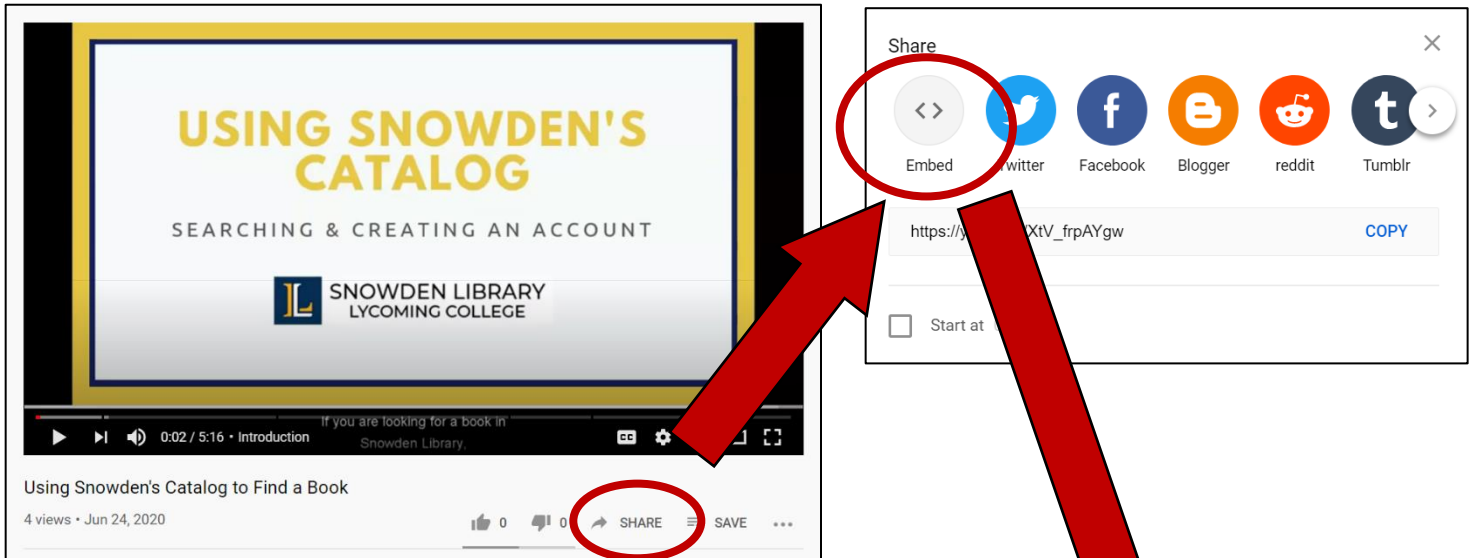 USING SNOWDEN'S
CATALOG
SEARCHING & CREATING AN ACCOUNT
SNOWDEN LIBRARY
LYCOMING COLLEGE
If you are looking for a book in
Snowden Library,
0:02 / 5:16 • Introduction
CC
Using Snowden's Catalog to Find a Book
4 views • Jun 24, 2020
0
0
SHARE
SAVE
Share
Embed
Twitter
Facebook
Blogger
reddit
Tumblr
https://y XtV_frpAYgw
COPY
Start at